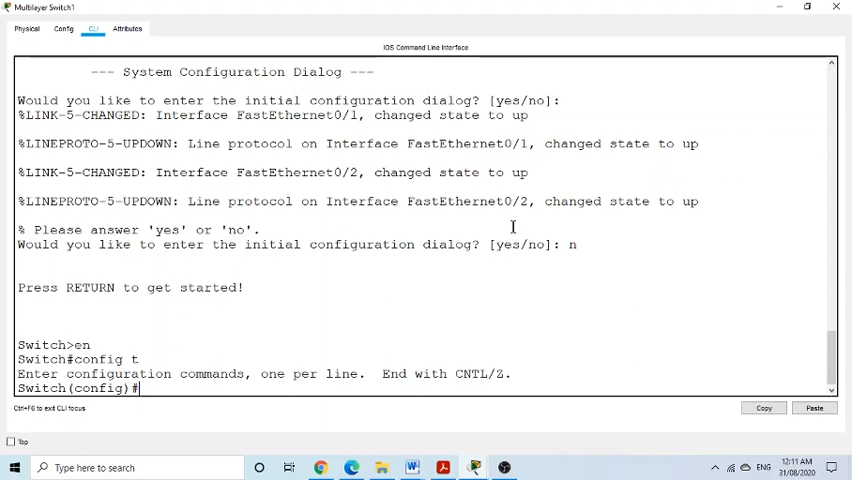 Multilayer Switch1
Physical Config CLI Attributes
IOS Command Line Interface
--- System Configuration Dialog ---
Would you like to enter the initial configuration dialog? [yes/no]:
%LINK-5-CHANGED: Interface FastEthernet0/1, changed state to up
%LINEPROTO-5-UPDOWN: Line protocol on Interface FastEthernet0/1, changed state to up
%LINK-5-CHANGED: Interface FastEthernet0/2, changed state to up
%LINEPROTO-5-UPDOWN: Line protocol on Interface FastEthernet0/2, changed state to up
% Please answer 'yes' or 'no'.
Would you like to enter the initial configuration dialog? [yes/no]: n
Press RETURN to get started!
Switch>en
Switch#config t
Enter configuration commands, one per line.  End with CNTL/Z.
Switch(config)#
Ctrl+F6 to exit CLI focus
Copy Paste
Top
Type here to search
ENG
12:11 AM
31/08/2020